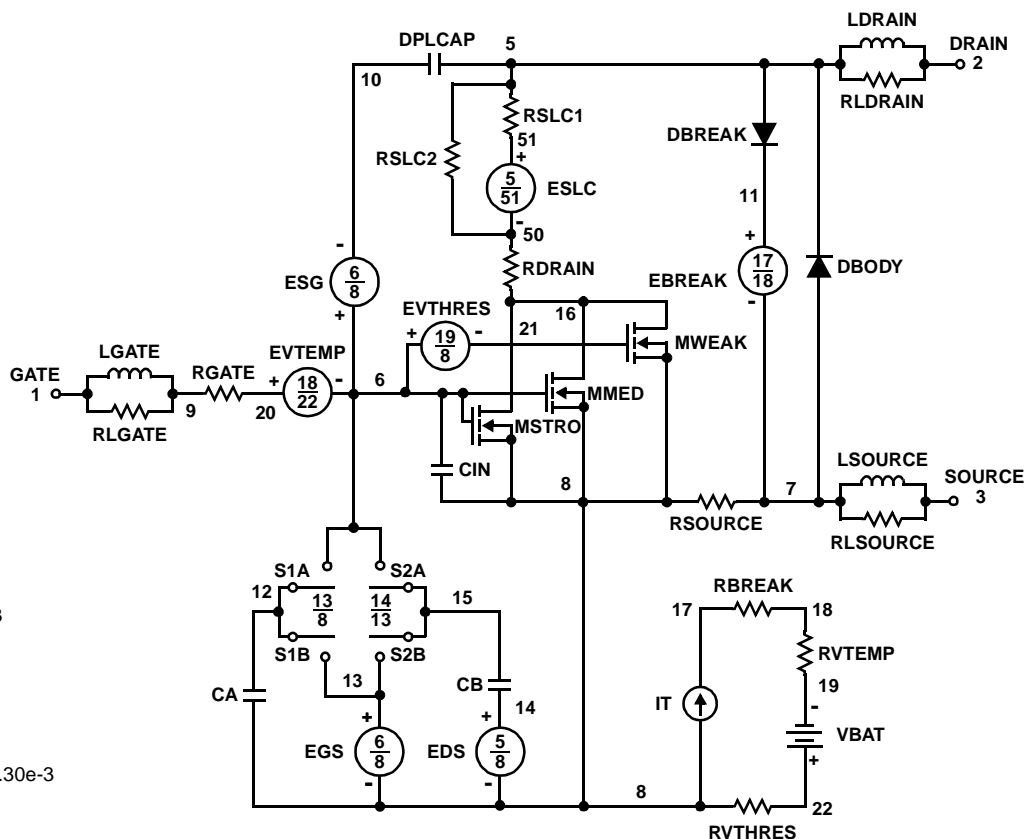 LDRAIN
DPLCAP 5 DRAIN
10 2
RSLC1 RLDRAIN
51 DBREAK
RSLC2 +
5
51 ESLC 11
-
50
- +
RDRAIN 17
18 DBODY
6
8 ESG EBREAK
+ EVTHRES 16 -
+ 19
8 - 21 MWEAK
LGATE EVTEMP
GATE RGATE + 18
22 - 6 MMED
1 9 20 MSTRO
RLGATE
CIN LSOURCE
8 7 SOURCE
3
RSOURCE RLSOURCE
S1A S2A
12 13
8 14
13 15 RBREAK
17 18
S1B S2B RVTEMP
13 CB 19
CA 14 IT -
+ +
EGS 6
8 EDS 5
8 VBAT
- - +
8 22
RVTHRES
.30e-3